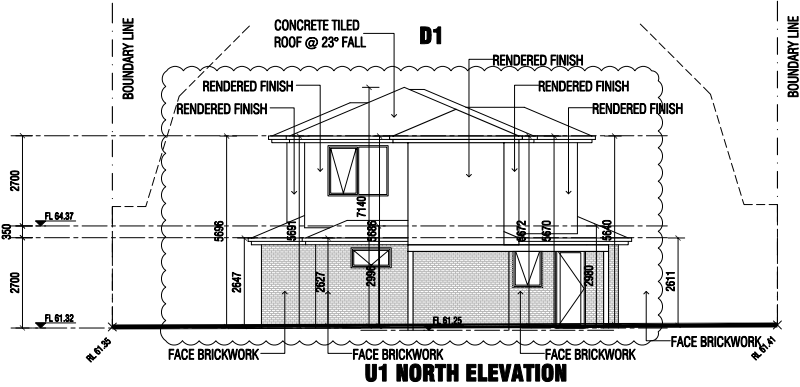 CONCRETE TILED
ROOF @ 23° FALL
D1
BOUNDARY LINE
BOUNDARY LINE
RENDERED FINISH
RENDERED FINISH
RENDERED FINISH
RENDERED FINISH
RENDERED FINISH
2700
FL 64.37
350
2700
FL 61.32
RL 61.35
5696
5691
7140
5686
5672
5670
5640
2647
2627
2996
2980
2611
FL 61.25
RL 61.41
FACE BRICKWORK
FACE BRICKWORK
FACE BRICKWORK
FACE BRICKWORK
U1 NORTH ELEVATION